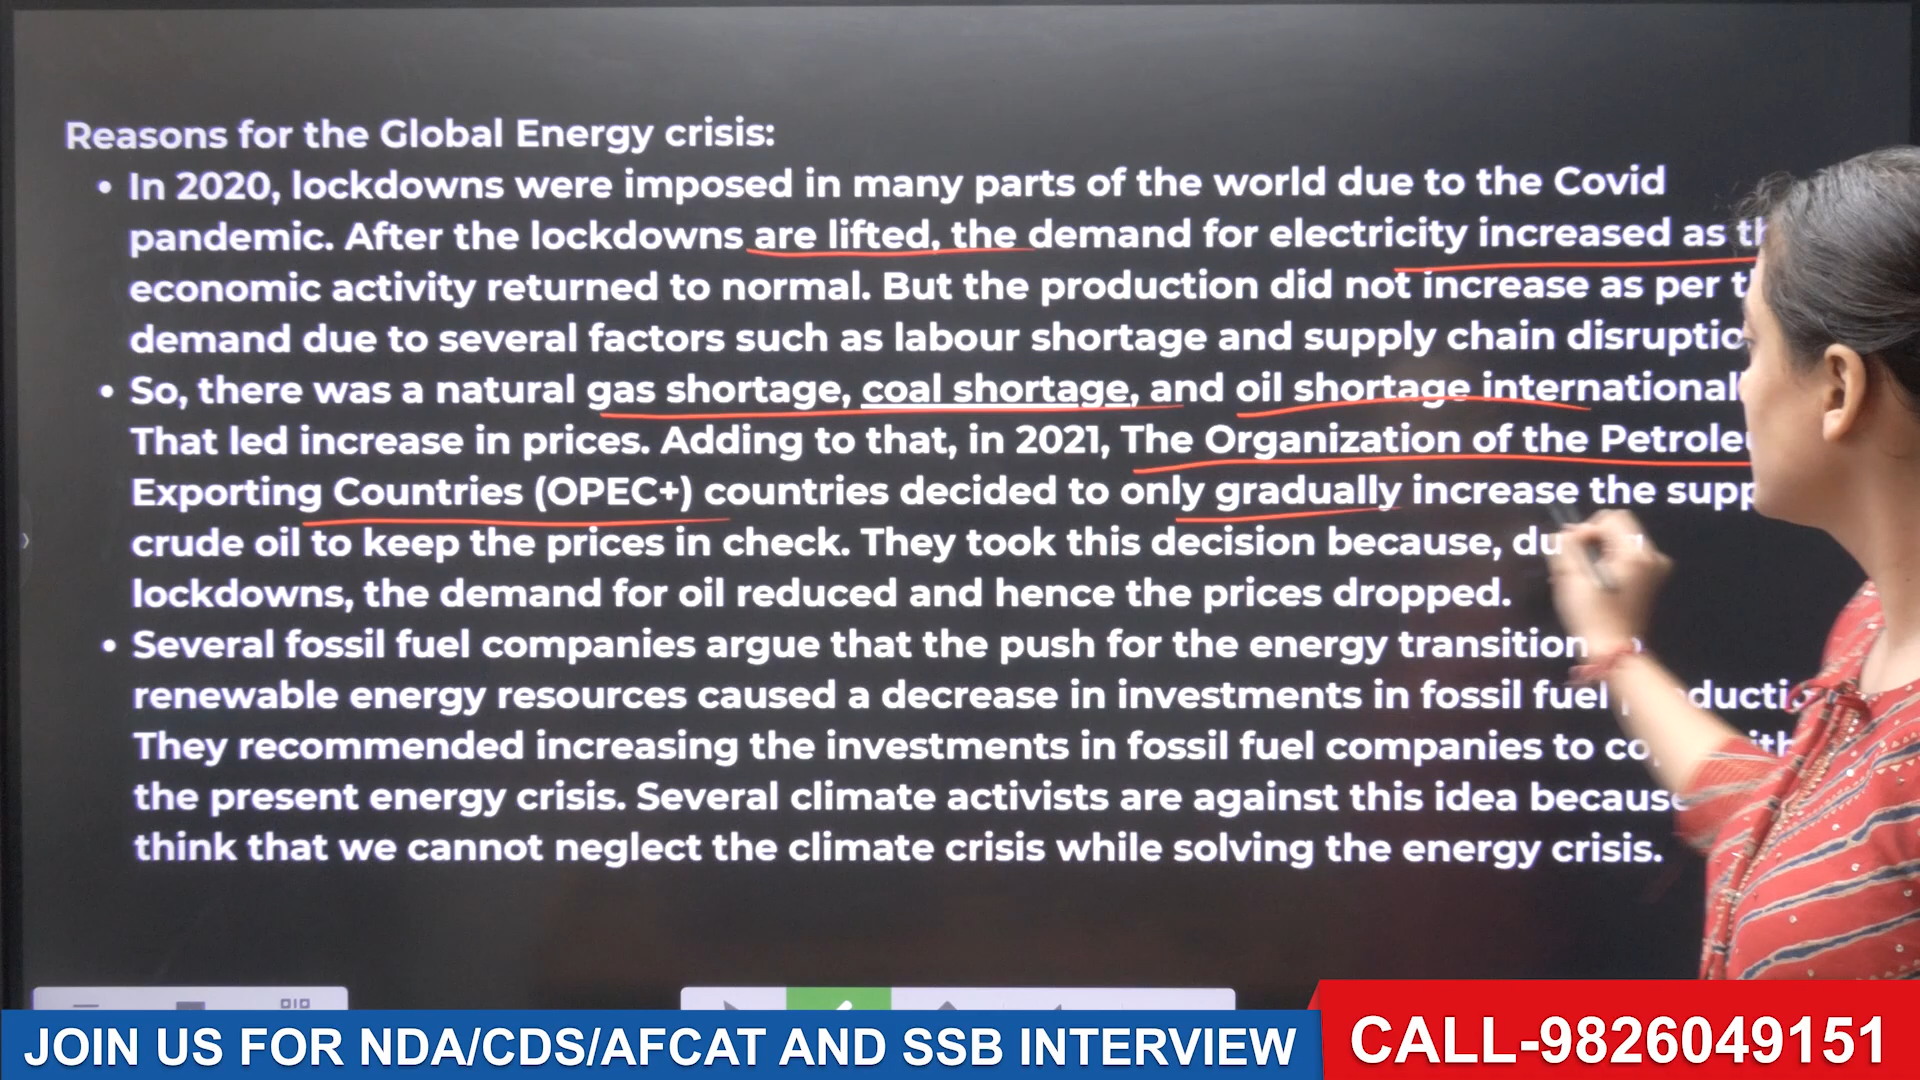 Reasons for the Global Energy crisis:
• In 2020, lockdowns were imposed in many parts of the world due to the Covid
pandemic. After the lockdowns are lifted, the demand for electricity increased as
economic activity returned to normal. But the production did not increase as per
demand due to several factors such as labour shortage and supply chain
• So, there was a natural gas shortage, coal shortage, and oil shortage
That led increase in prices. Adding to that, in 2021, The Organization of the
Exporting Countries (OPEC+) countries decided to only gradually increase the
crude oil to keep the prices in check. They took this decision because,
lockdowns, the demand for oil reduced and hence the prices dropped.
• Several fossil fuel companies argue that the push for the energy transition
renewable energy resources caused a decrease in investments in fossil fuel
They recommended increasing the investments in fossil fuel companies to
the present energy crisis. Several climate activists are against this idea
think that we cannot neglect the climate crisis while solving the energy crisis.
JOIN US FOR NDA/CDS/AFCAT AND SSB INTERVIEW
CALL-9826049151